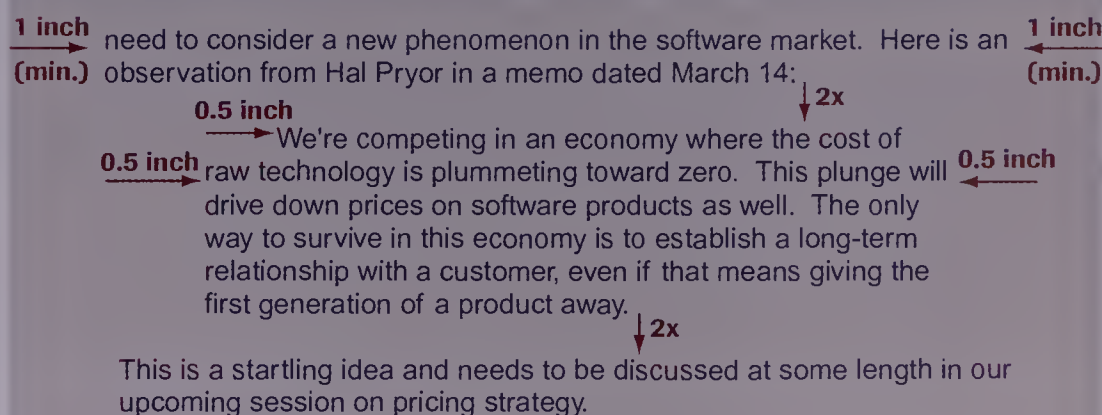 1 inch need to consider a new phenomenon in the software market. Here is an 1 inch
(min.) observation from Hal Pryor in a memo dated March 14: (min.)
2x
0.5 inch
We're competing in an economy where the cost of
0.5 inch raw technology is plummeting toward zero. This plunge will 0.5 inch
drive down prices on software products as well. The only
way to survive in this economy is to establish a long-term
relationship with a customer, even if that means giving the
first generation of a product away.
2x
This is a startling idea and needs to be discussed at some length in our
upcoming session on pricing strategy.